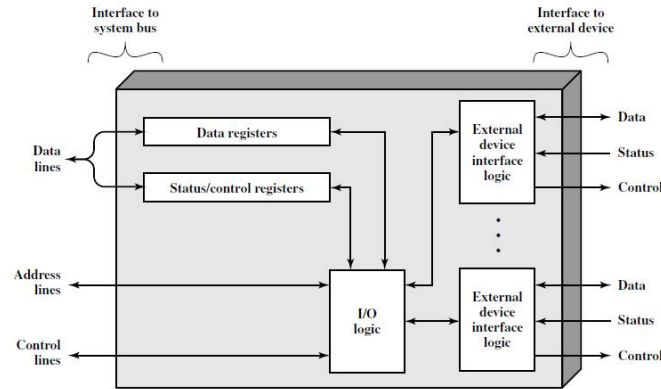 Interface to
system bus
Interface to
external device
Data
lines
Data registers
Status/control registers
External
device
interface
logic
Data
Status
Control
Address
lines
Control
lines
I/O
logic
External
device
interface
logic
Data
Status
Control